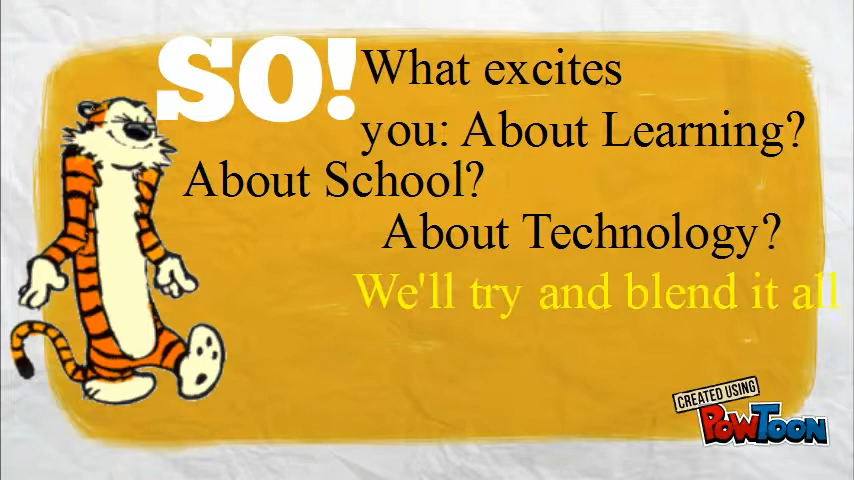 SO! What excites
you: About Learning?
About School?
About Technology?
We'll try and blend it all
CREATED USING
POWTOON